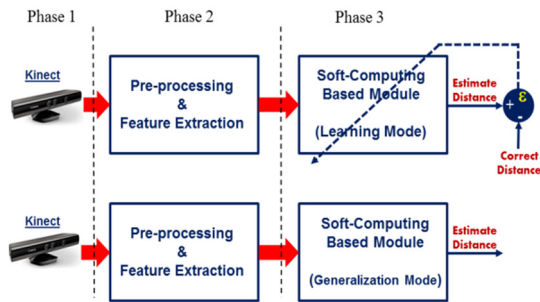 Phase 1
Phase 2
Phase 3
Kinect
Pre-processing
&
Feature Extraction
Soft-Computing
Based Module
(Learning Mode)
Estimate
Distance
+
ε
-
Correct
Distance
Kinect
Pre-processing
&
Feature Extraction
Soft-Computing
Based Module
(Generalization Mode)
Estimate
Distance